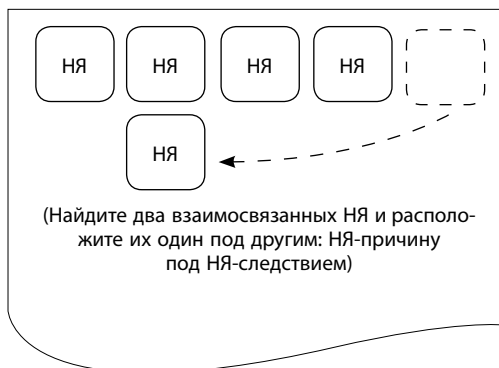 НЯ НЯ НЯ НЯ
НЯ
(Найдите два взаимосвязанных НЯ и располо-
жите их один под другим: НЯ-причину
под НЯ-следствием)